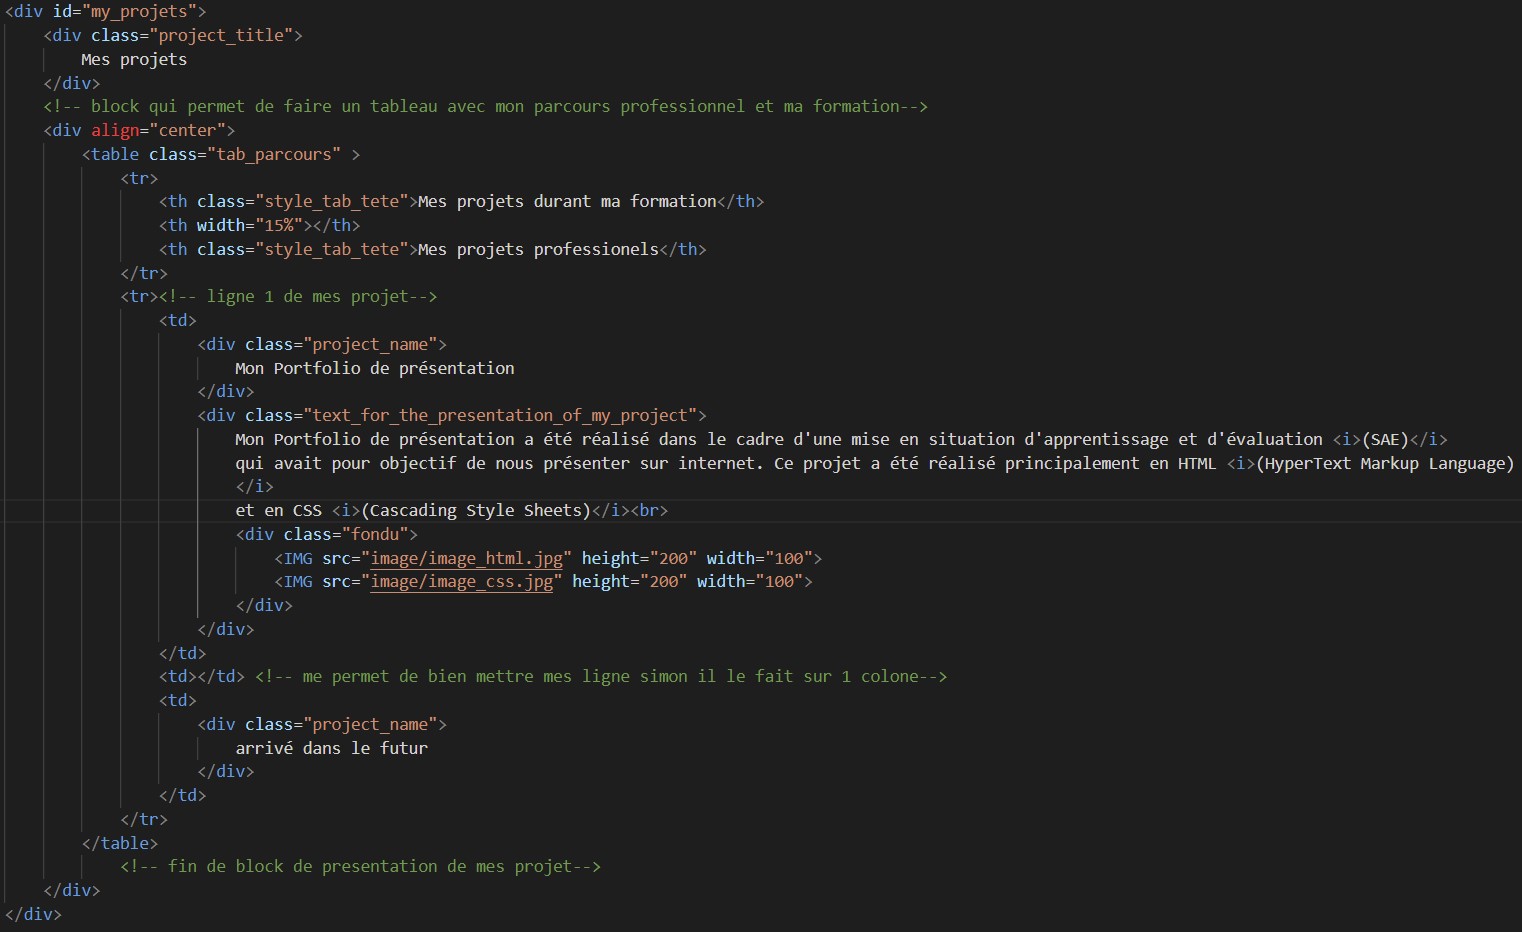 <div id="my_projets">
<div class="project_title">
Mes projets
</div>
<!-- block qui permet de faire un tableau avec mon parcours professionnel et ma formation-->
<div align="center">
<table class="tab_parcours" >
<tr>
<th class="style_tab_tete">Mes projets durant ma formation</th>
<th width="15%"></th>
<th class="style_tab_tete">Mes projets professionels</th>
</tr>
<tr><!-- ligne 1 de mes projet-->
<td>
<div class="project_name">
Mon Portfolio de présentation
</div>
<div class="text_for_the_presentation_of_my_project">
Mon Portfolio de présentation a été réalisé dans le cadre d'une mise en situation d'apprentissage et d'évaluation <i>(SAE)</i>
qui avait pour objectif de nous présenter sur internet. Ce projet a été réalisé principalement en HTML <i>(HyperText Markup Language)
</i>
et en CSS <i>(Cascading Style Sheets)</i><br>
<div class="fondu">
<IMG src="image/image_html.jpg" height="200" width="100">
<IMG src="image/image_css.jpg" height="200" width="100">
</div>
</div>
</td>
<td></td> <!-- me permet de bien mettre mes ligne simon il le fait sur 1 colone-->
<td>
<div class="project_name">
arrivé dans le futur
</div>
</td>
</tr>
</table>
<!-- fin de block de presentation de mes projet-->
</div>
</div>